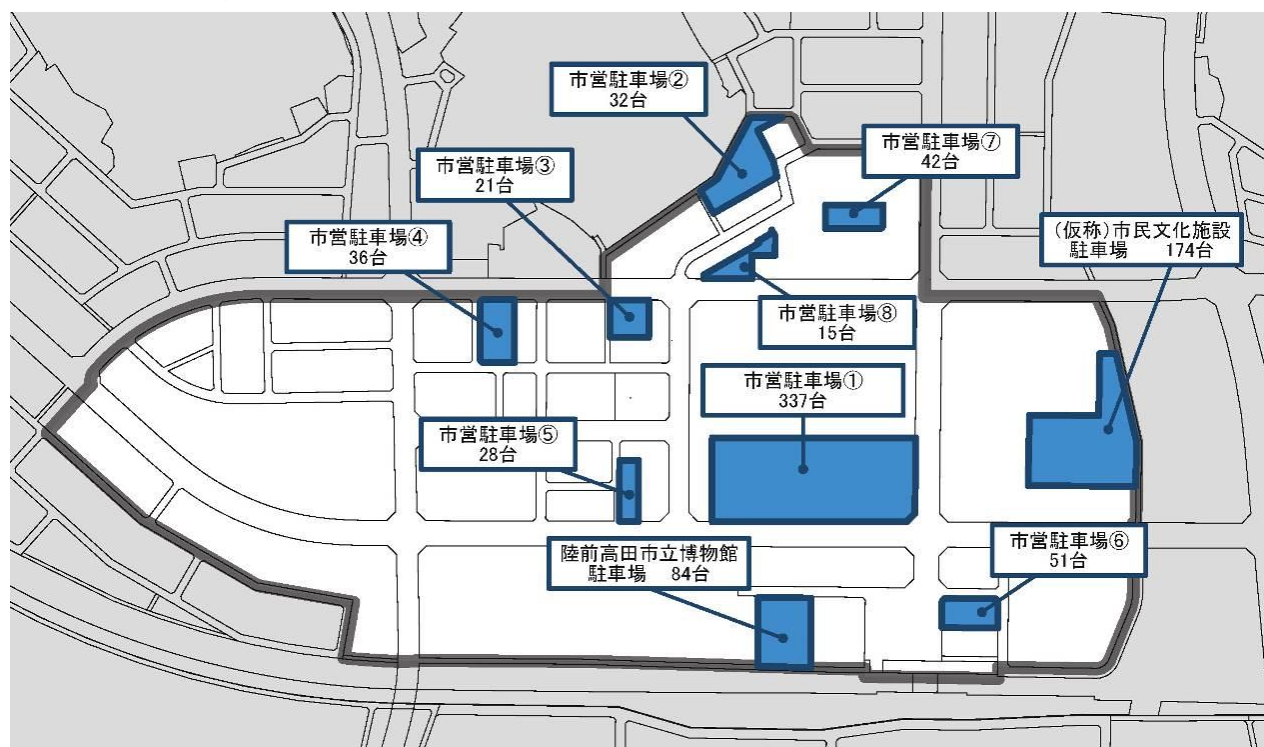 市営駐車場②
32台
市営駐車場⑦
42台
市営駐車場③
21台
市営駐車場④
36台
(仮称)市民文化施設
駐車場 174台
市営駐車場⑧
15台
市営駐車場①
337台
市営駐車場⑤
28台
陸前高田市立博物館
駐車場 84台
市営駐車場⑥
51台